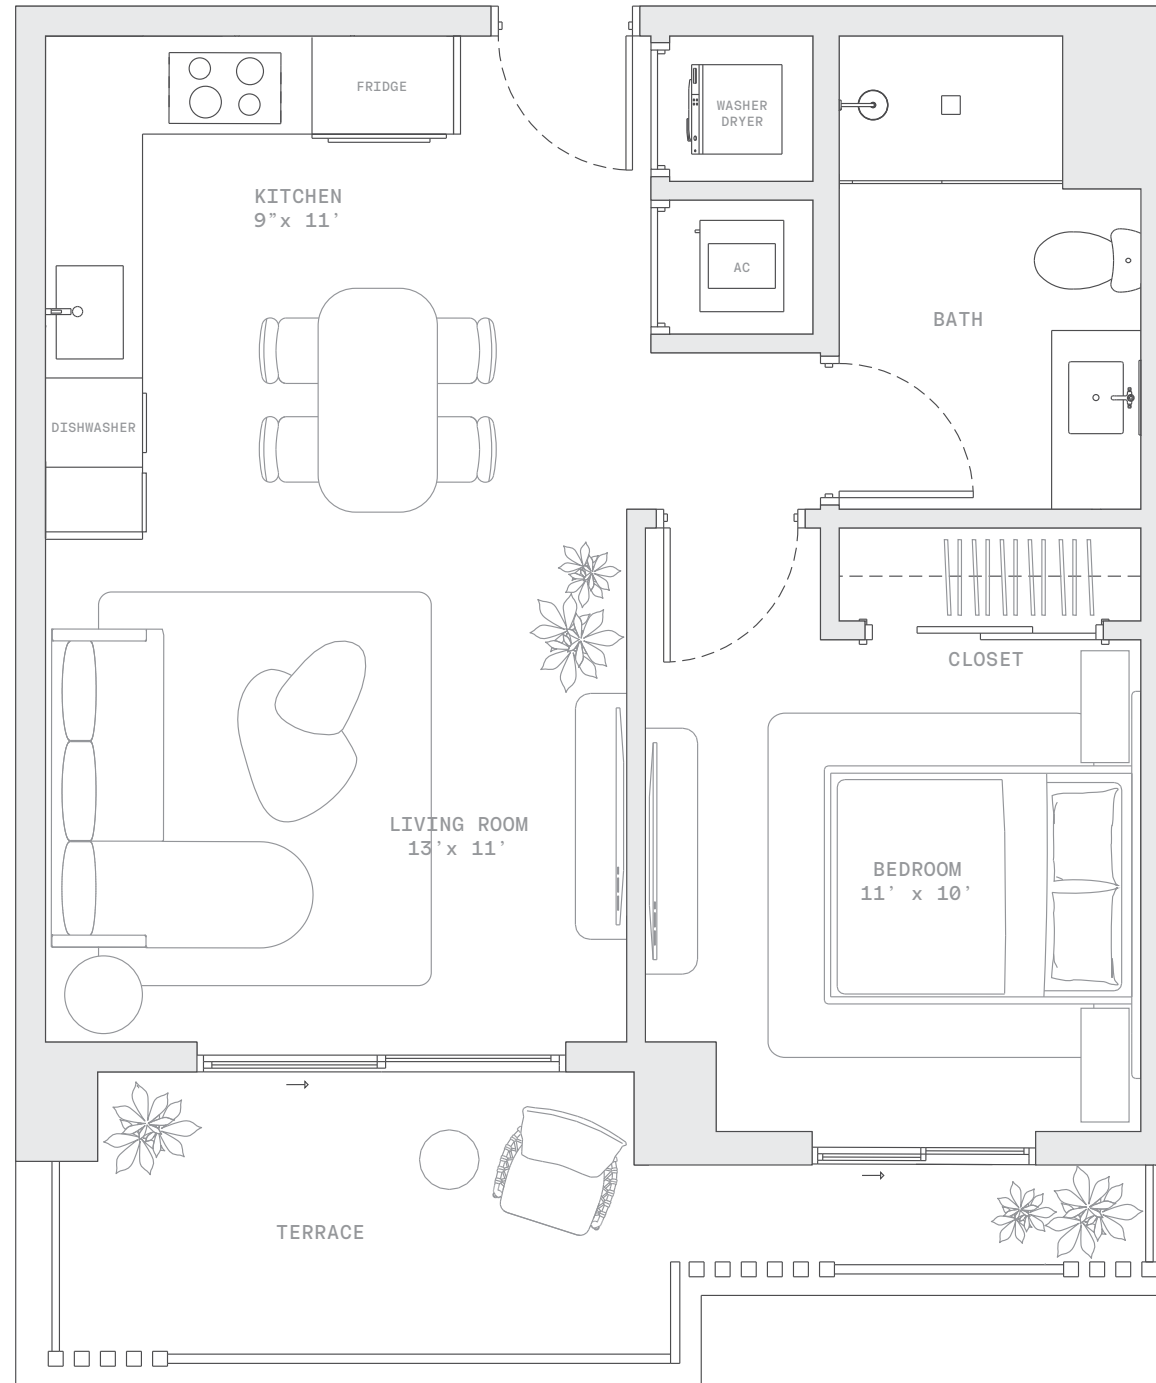 FRIDGE
WASHER
DRYER
KITCHEN
9”x 11’
AC
BATH
DISHWASHER
CLOSET
LIVING ROOM
13’x 11’
BEDROOM
11’ x 10’
TERRACE